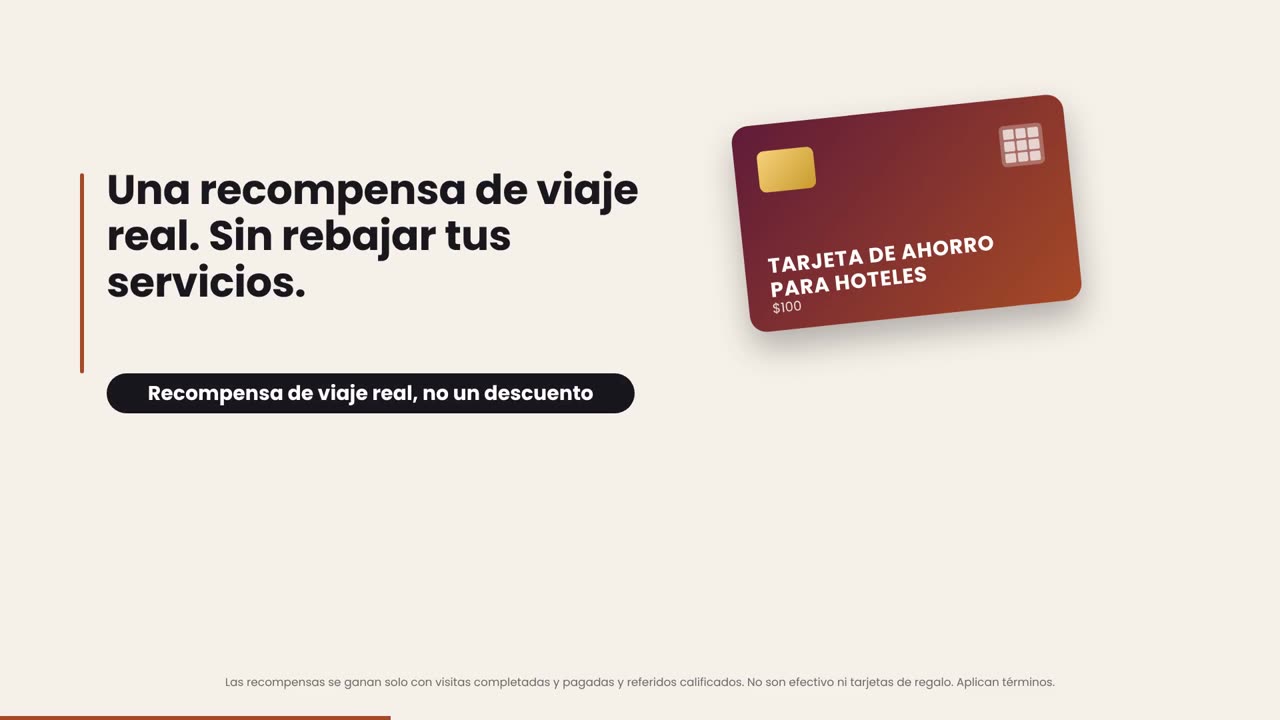 Una recompensa de viaje
real. Sin rebajar tus
servicios.
Recompensa de viaje real, no un descuento
TARJETA DE AHORRO
PARA HOTELES
$100
Las recompensas se ganan solo con visitas completadas y pagadas y referidos calificados. No son efectivo ni tarjetas de regalo. Aplican términos.